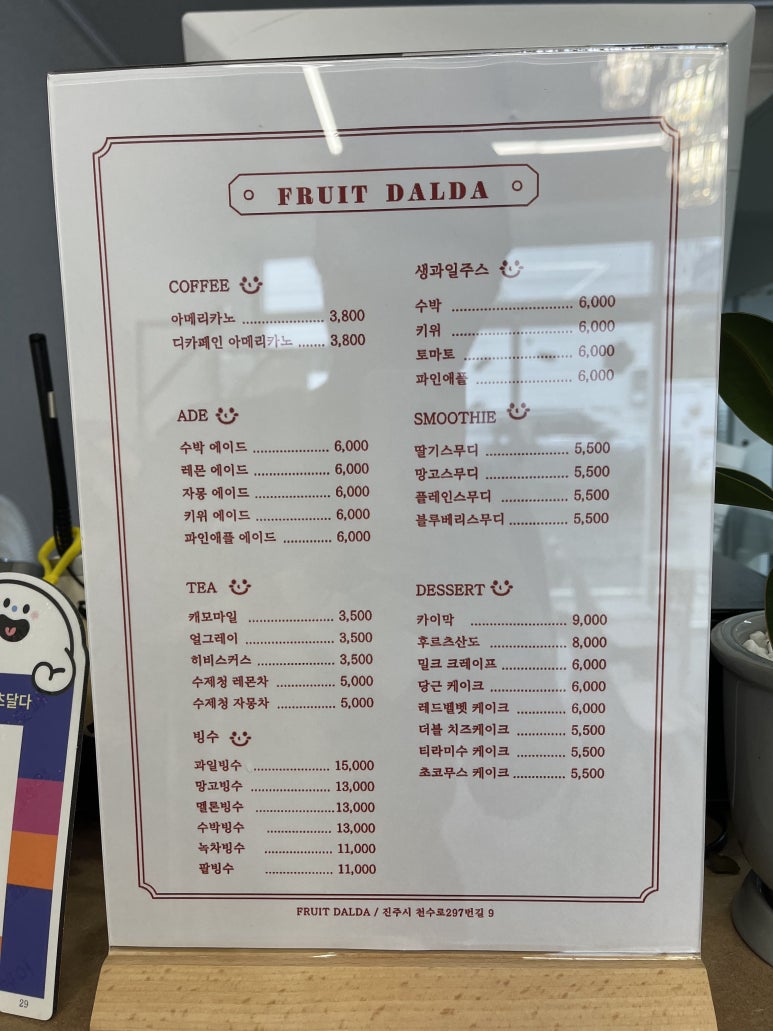 FRUIT DALDA
COFFEE
아메리카노 ..................... 3,800
디카페인 아메리카노 ....... 3,800
ADE
수박 에이드 .................... 6,000
레몬 에이드 .................... 6,000
자몽 에이드 .................... 6,000
키위 에이드 .................... 6,000
파인애플 에이드 ............. 6,000
TEA
캐모마일 ...................... 3,500
얼그레이 ....................... 3,500
히비스커스 .................... 3,500
수제청 레몬차 ............... 5,000
수제청 자몽차 ............... 5,000
빙수
과일빙수 .................... 15,000
망고빙수 ..................... 13,000
멜론빙수 .................... 13,000
수박빙수 ................. 13,000
녹차빙수 .................. 11,000
팥빙수 .................. 11,000
생과일주스
수박 ............................... 6,000
키위 ............................... 6,000
토마토 ............................ 6,000
파인애플 ......................... 6,000
SMOOTHIE
딸기스무디 ..................... 5,500
망고스무디 ..................... 5,500
플레인스무디 .................. 5,500
블루베리스무디 ............... 5,500
DESSERT
카이막 ......................... 9,000
후르츠산도 .................... 8,000
밀크 크레이프 ................. 6,000
당근 케이크 .................... 6,000
레드벨벳 케이크 ............. 6,000
더블 치즈케이크 ............. 5,500
티라미수 케이크 ............. 5,500
초코무스 케이크 ............. 5,500
FRUIT DALDA / 진주시 천수로297번길 9
츠달다
29